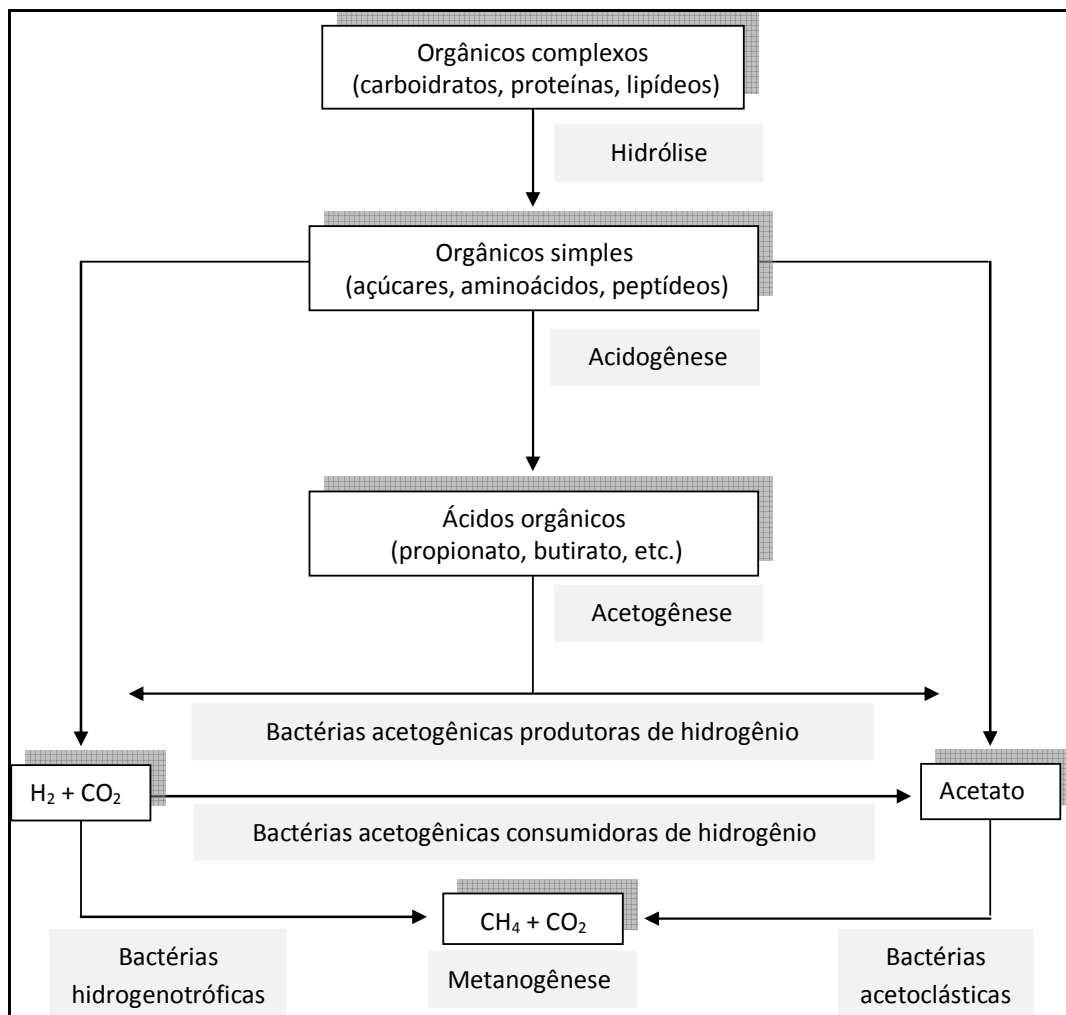 Orgânicos complexos
(carboidratos, proteínas, lipídeos)
Hidrólise
Orgânicos simples
(açúcares, aminoácidos, peptídeos)
Acidogênese
Ácidos orgânicos
(propionato, butirato, etc.)
Acetogênese
Bactérias acetogênicas produtoras de hidrogênio
H₂ + CO₂
Acetato
Bactérias acetogênicas consumidoras de hidrogênio
CH₄ + CO₂
Bactérias
hidrogenotróficas
Metanogênese
Bactérias
acetoclásticas